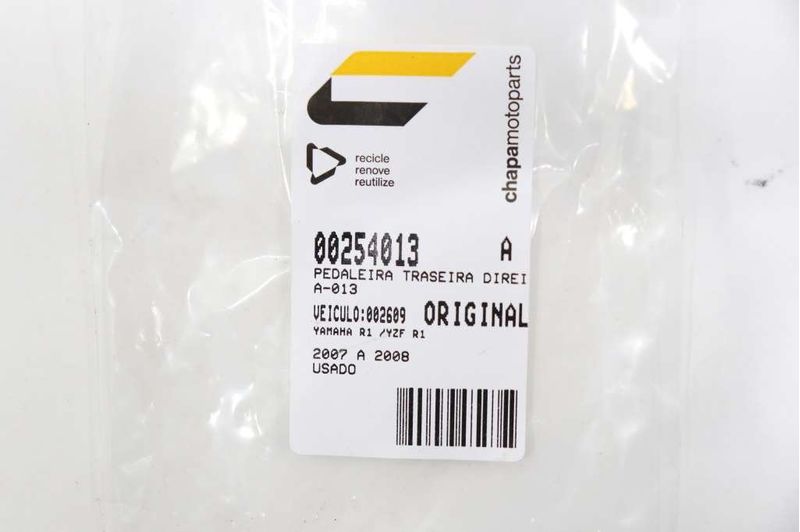 recicle
renove
reutilize
chapamotoparts
00254013 A
PEDALEIRA TRASEIRA DIREI
A-013
VEICULO:002609 ORIGINAL
YAMAHA R1 /YZF R1
2007 A 2008
USADO